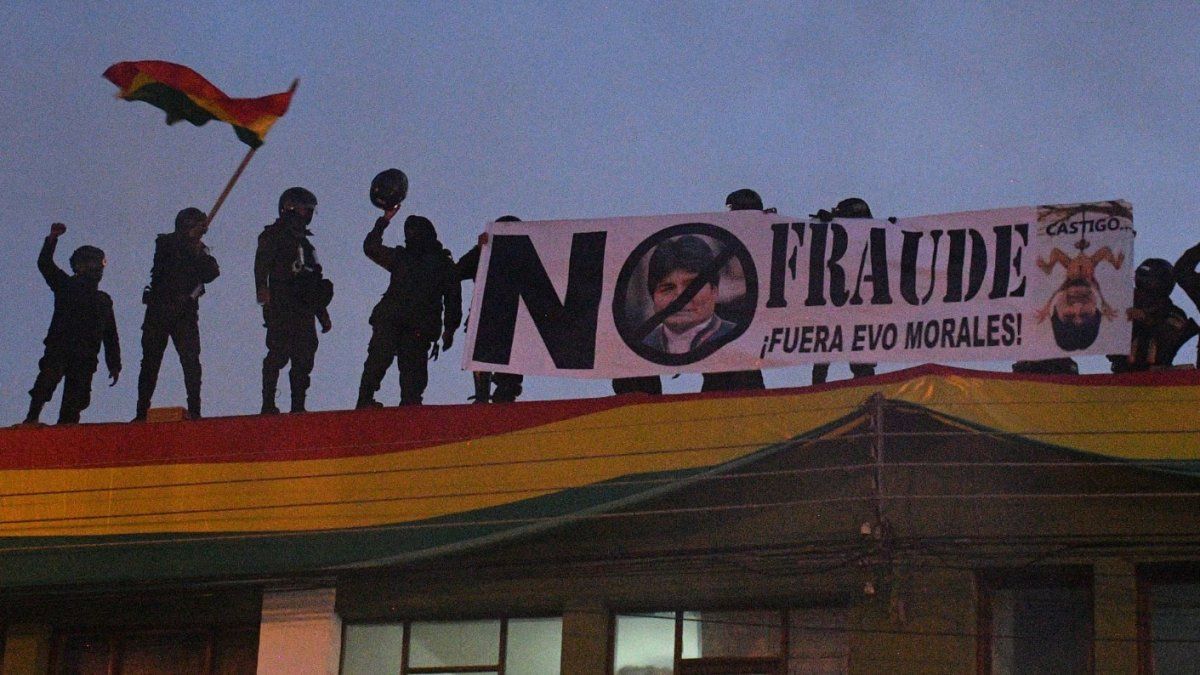 NO FRAUDE
¡FUERA EVO MORALES!
CASTIGO...